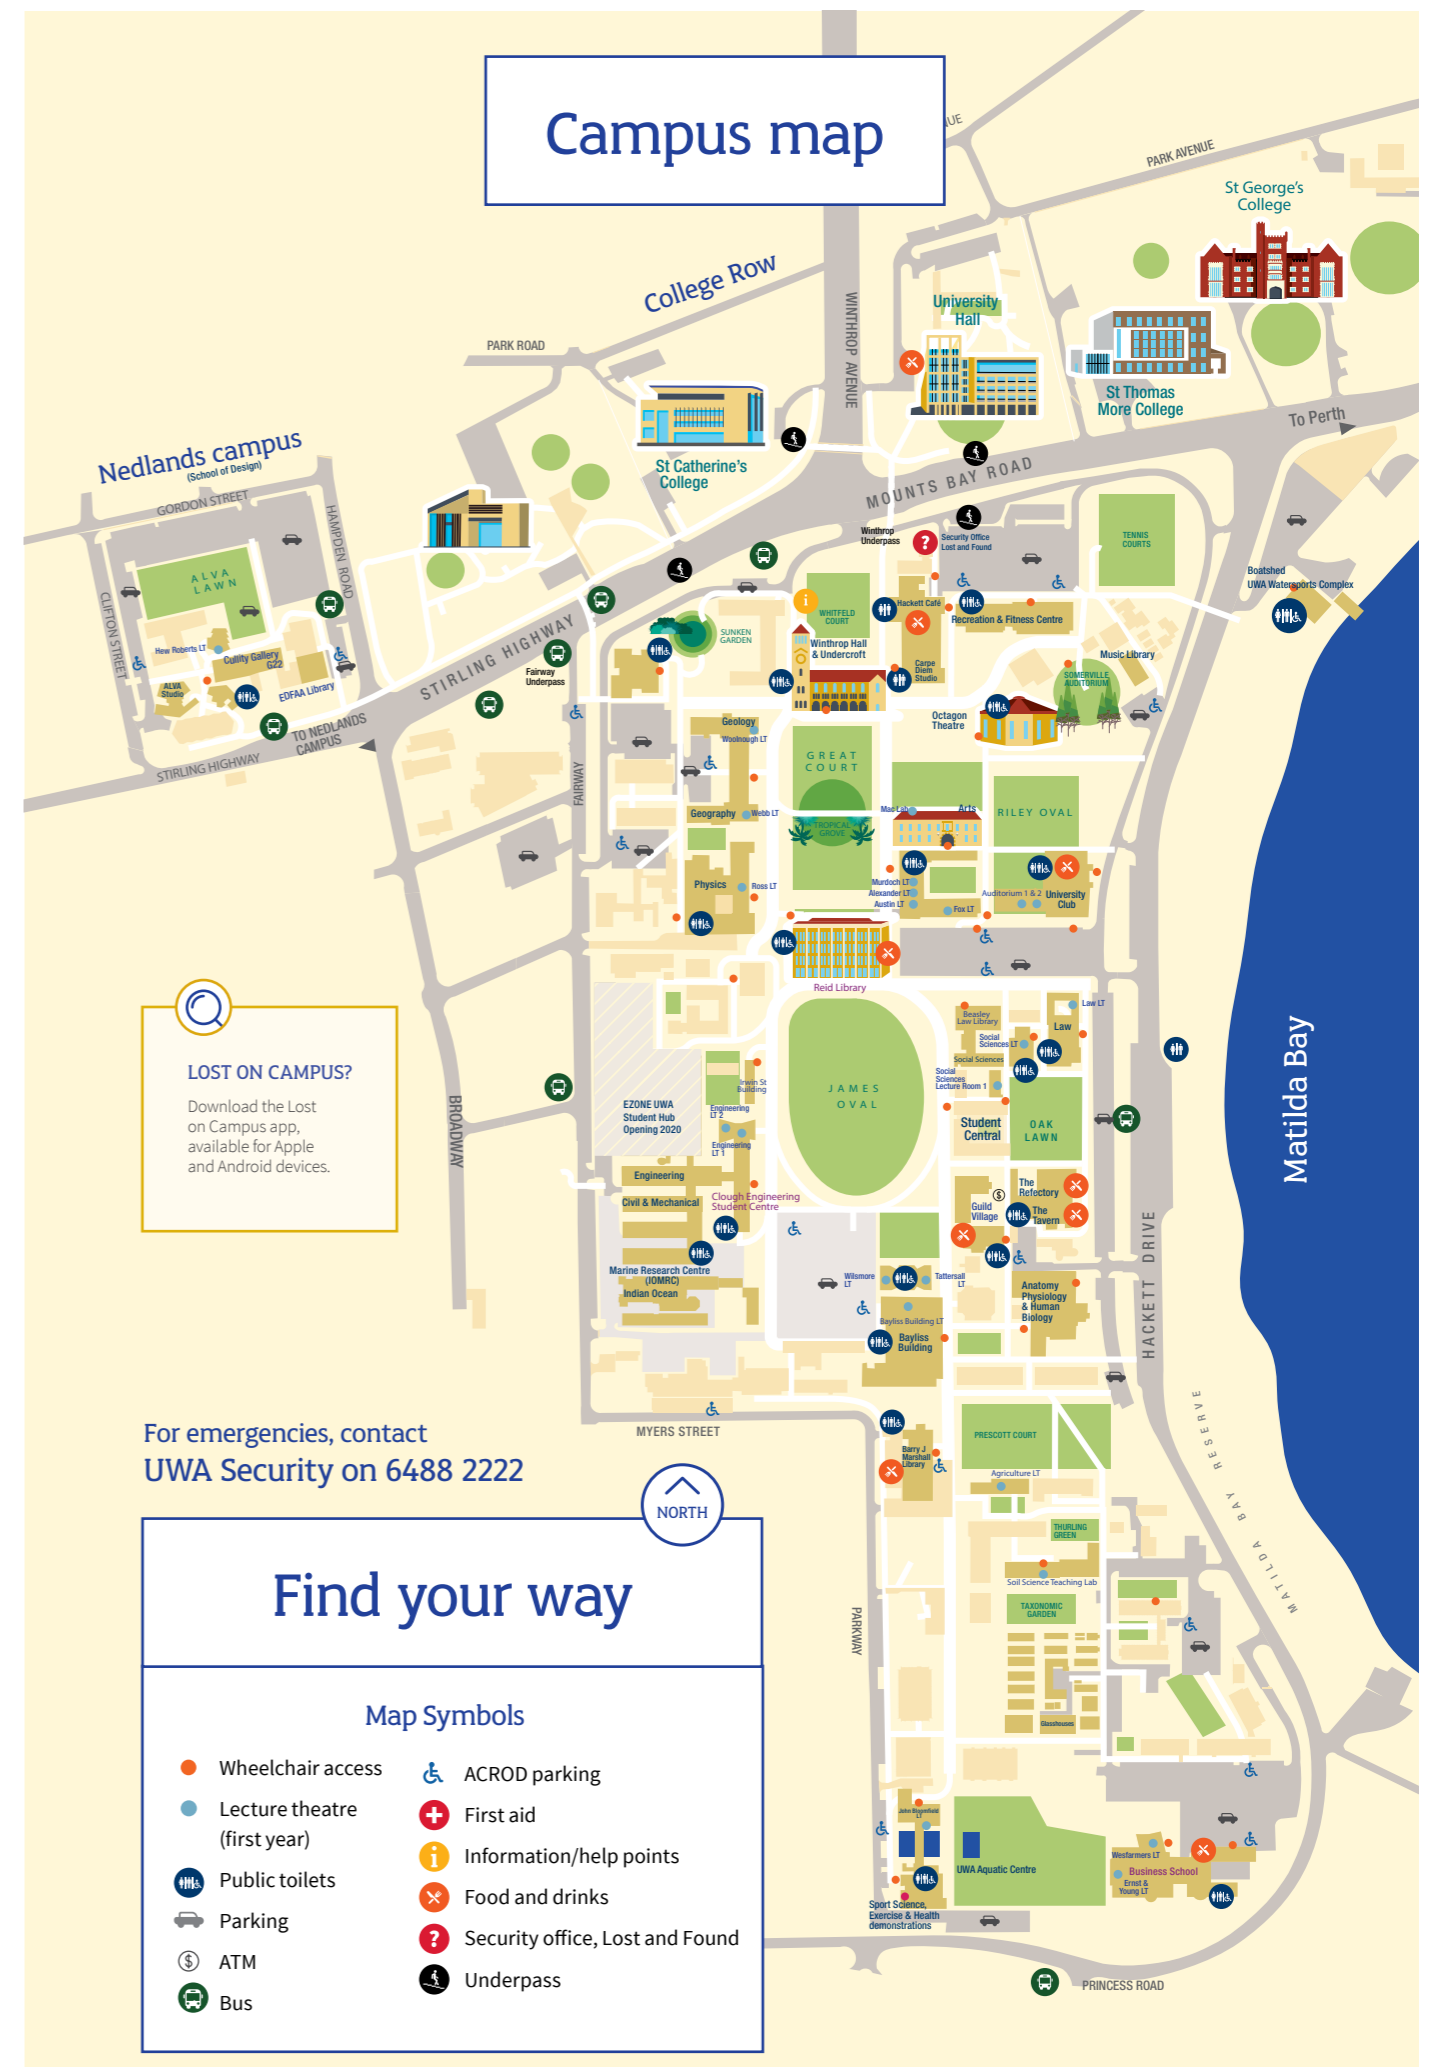 Campus map
UE
PARK AVENUE
St George's
College
College Row
WINTHROP AVENUE
University
Hall
PARK ROAD
St Thomas
More College
To Perth
St Catherine's
College
MOUNTS BAY ROAD
Nedlands campus
(School of Design)
GORDON STREET
HAMPDEN ROAD
CLIFTON STREET
ALVA
LAWN
Hew Roberts LT
Cullity Gallery
G22
ALVA
Studio
EDFAA Library
TO NEDLANDS
CAMPUS
STIRLING HIGHWAY
STIRLING HIGHWAY
Fairway
Underpass
Winthrop
Underpass
?
Security Office
Lost and Found
TENNIS
COURTS
Boatshed
UWA Watersports Complex
i
WHITFELD
COURT
Hackett Café
Recreation & Fitness Centre
SUNKEN
GARDEN
Winthrop Hall
& Undercroft
Carpe
Diem
Studio
Music Library
SOMERVILLE
AUDITORIUM
Octagon
Theatre
Geology
Woolnough LT
GREAT
COURT
FAIRWAY
Geography
Webb LT
TROPICAL
GROVE
Mac Lab
Arts
RILEY OVAL
Physics
Ross LT
Murdoch LT
Alexander LT
Austin LT
Fox LT
Auditorium 1 & 2
University
Club
Reid Library
Beasley
Law Library
Law LT
Law
Social
Sciences LT
Social Sciences
Social
Sciences
Lecture Room 1
Matilda Bay
LOST ON CAMPUS?
Download the Lost
on Campus app,
available for Apple
and Android devices.
BROADWAY
EZONE UWA
Student Hub
Opening 2020
Irwin St
Building
Engineering
LT 2
Engineering
LT 1
JAMES
OVAL
Student
Central
OAK
LAWN
Engineering
Civil & Mechanical
Clough Engineering
Student Centre
$
The
Refectory
Guild
Village
The
Tavern
Marine Research Centre
(IOMRC)
Indian Ocean
Wilsmore
LT
Tattersall
LT
Bayliss Building LT
Bayliss
Building
Anatomy
Physiology
& Human
Biology
HACKETT DRIVE
MATILDA BAY RESERVE
MYERS STREET
For emergencies, contact
UWA Security on 6488 2222
Barry J
Marshall
Library
PRESCOTT COURT
Agriculture LT
THURLING
GREEN
Soil Science Teaching Lab
TAXONOMIC
GARDEN
Glasshouses
PARKWAY
NORTH
Find your way
Map Symbols
Wheelchair access
Lecture theatre
(first year)
Public toilets
Parking
$ ATM
Bus
ACROD parking
First aid
i Information/help points
Food and drinks
? Security office, Lost and Found
Underpass
John Bloomfield
LT
UWA Aquatic Centre
Sport Science,
Exercise & Health
demonstrations
Wesfarmers LT
Business School
Ernst &
Young LT
PRINCESS ROAD